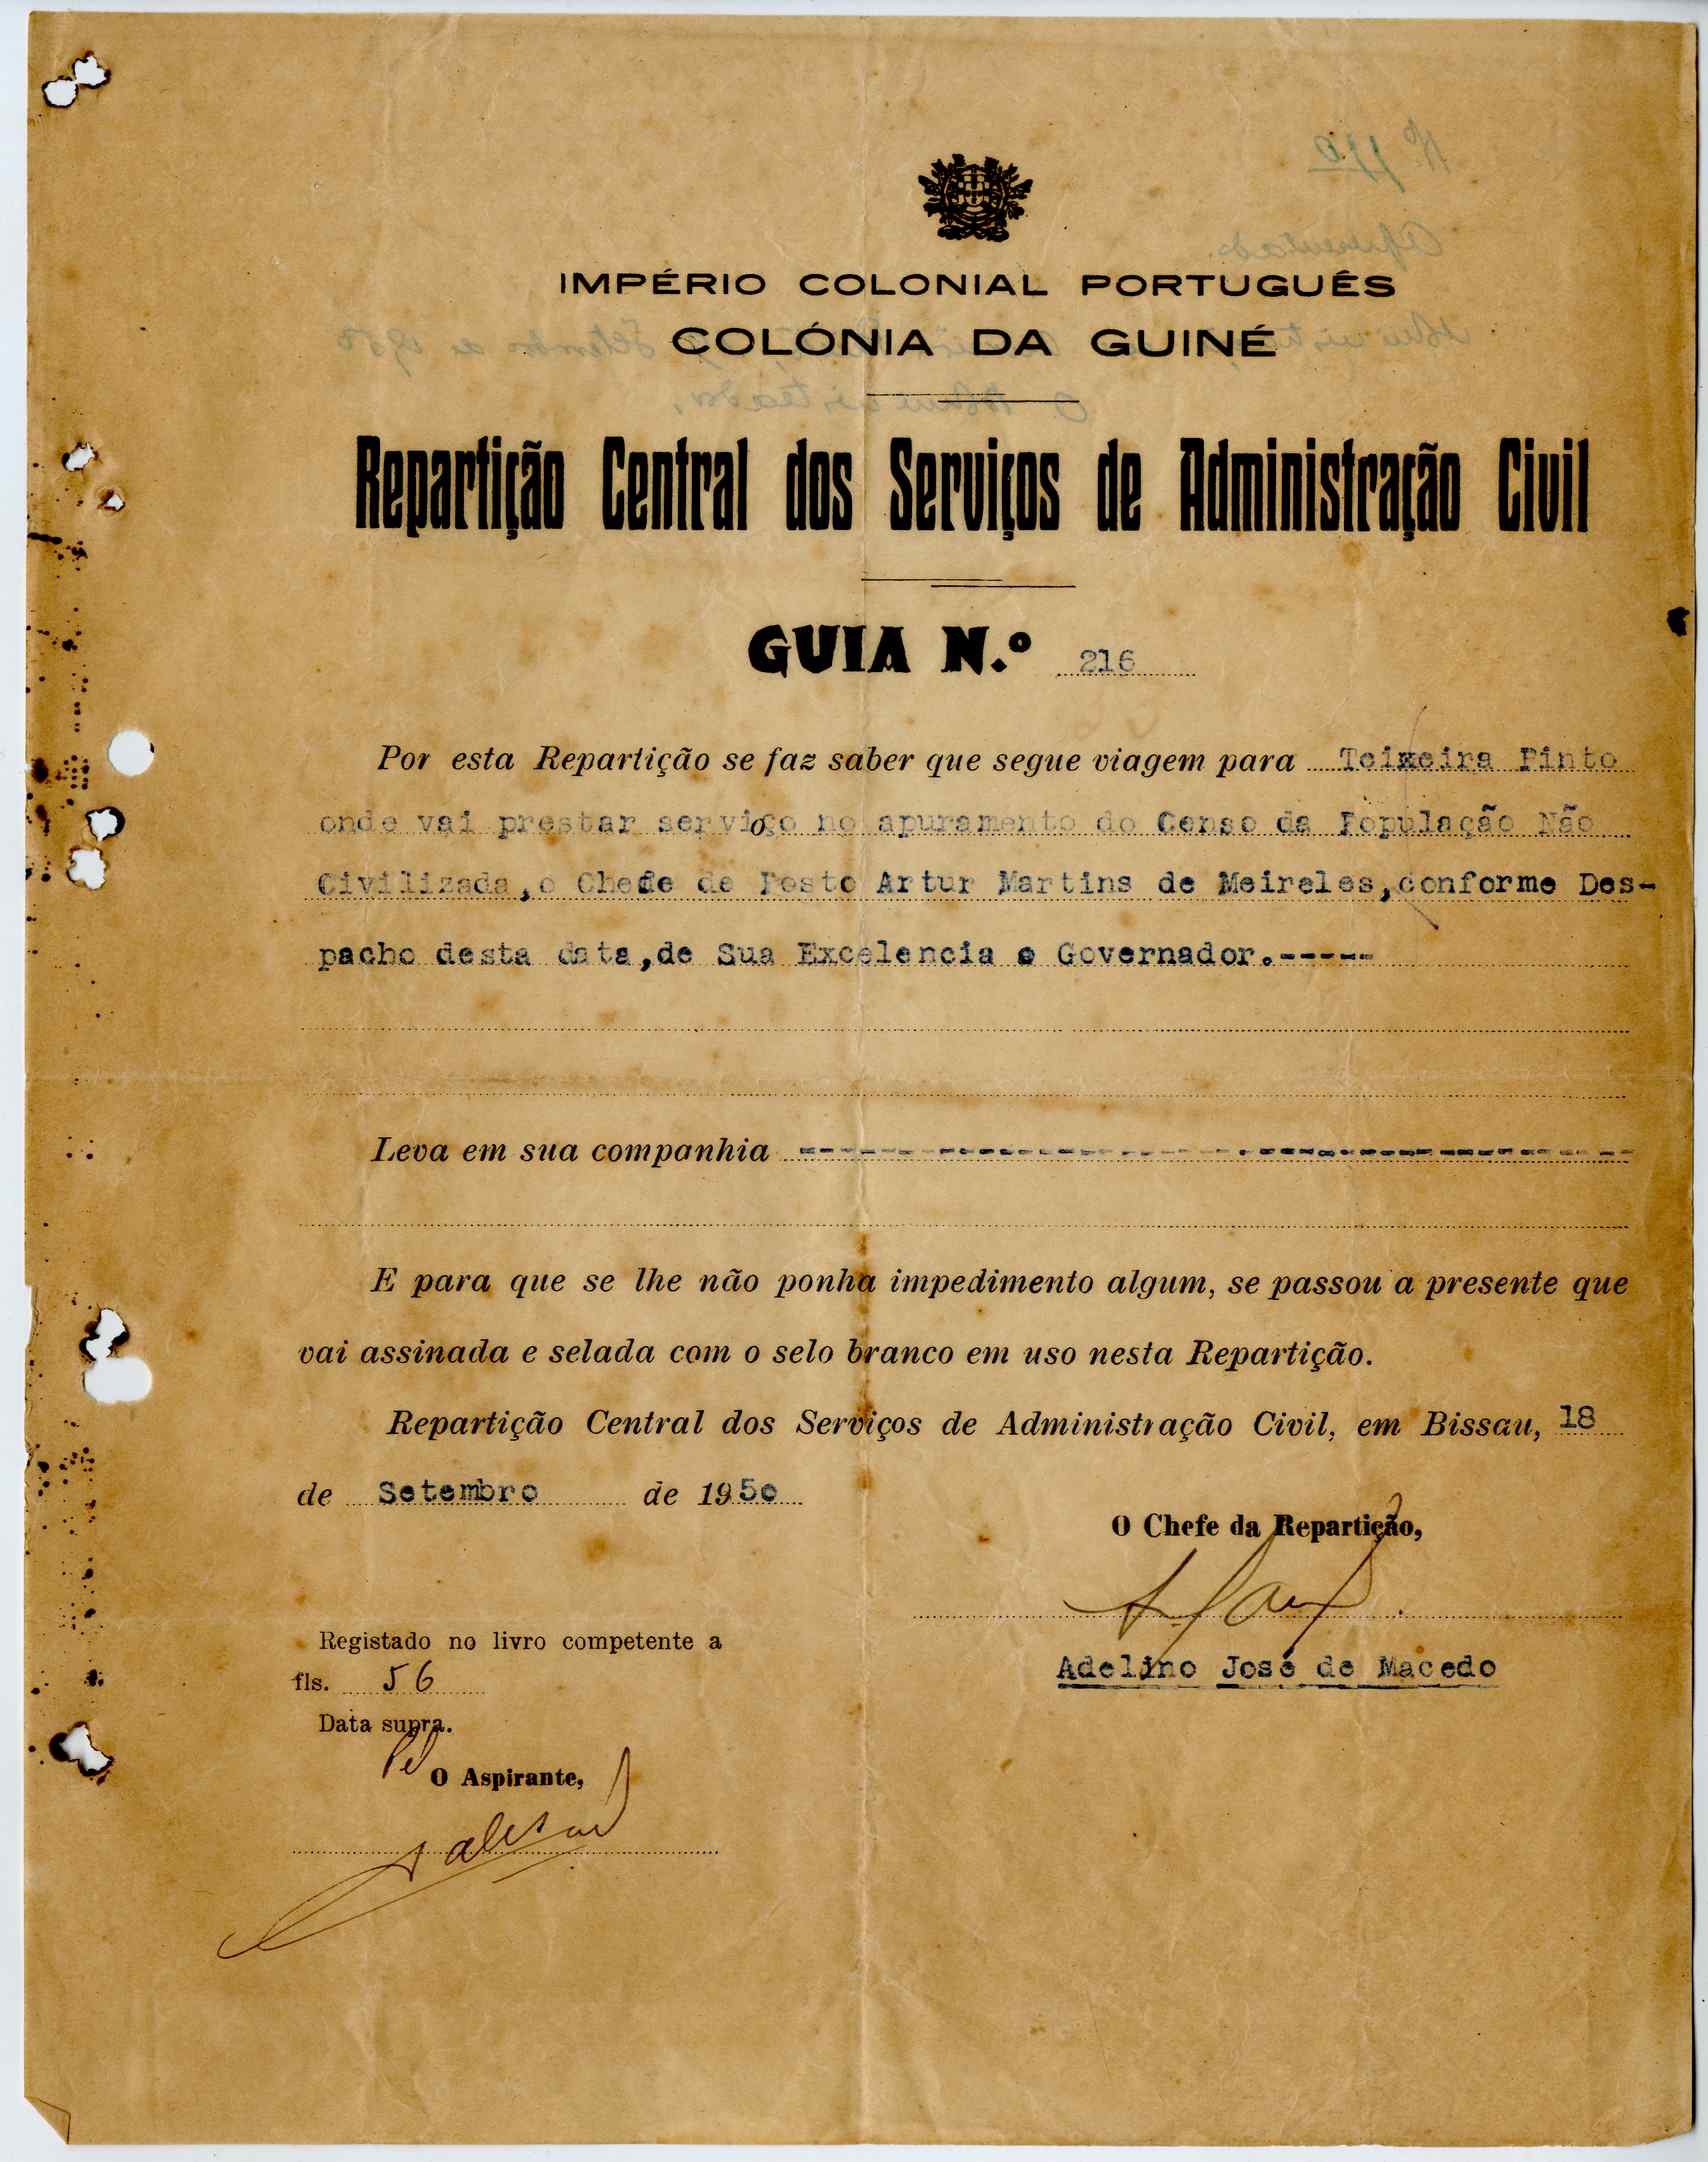 IMPÉRIO COLONIAL PORTUGUÊS
COLÓNIA DA GUINÉ
Repartição Central dos Serviços de Administração Civil
GUIA N.º 216
Por esta Repartição se faz saber que segue viagem para Teixeira Pinto
onde vai prestar serviço no apuramento do Censo da População Não
Civilizada, o Chefe de Posto Artur Martins de Meireles, conforme Des-
pacho desta data, de Sua Excelencia o Governador.-----
Leva em sua companhia
E para que se lhe não ponha impedimento algum, se passou a presente que
vai assinada e selada com o selo branco em uso nesta Repartição.
Repartição Central dos Serviços de Administração Civil, em Bissau, 18
de Setembro de 1950
O Chefe da Repartição,
Adelino José de Macedo
Registado no livro competente a
fls. 56
Data supra.
Pel O Aspirante,